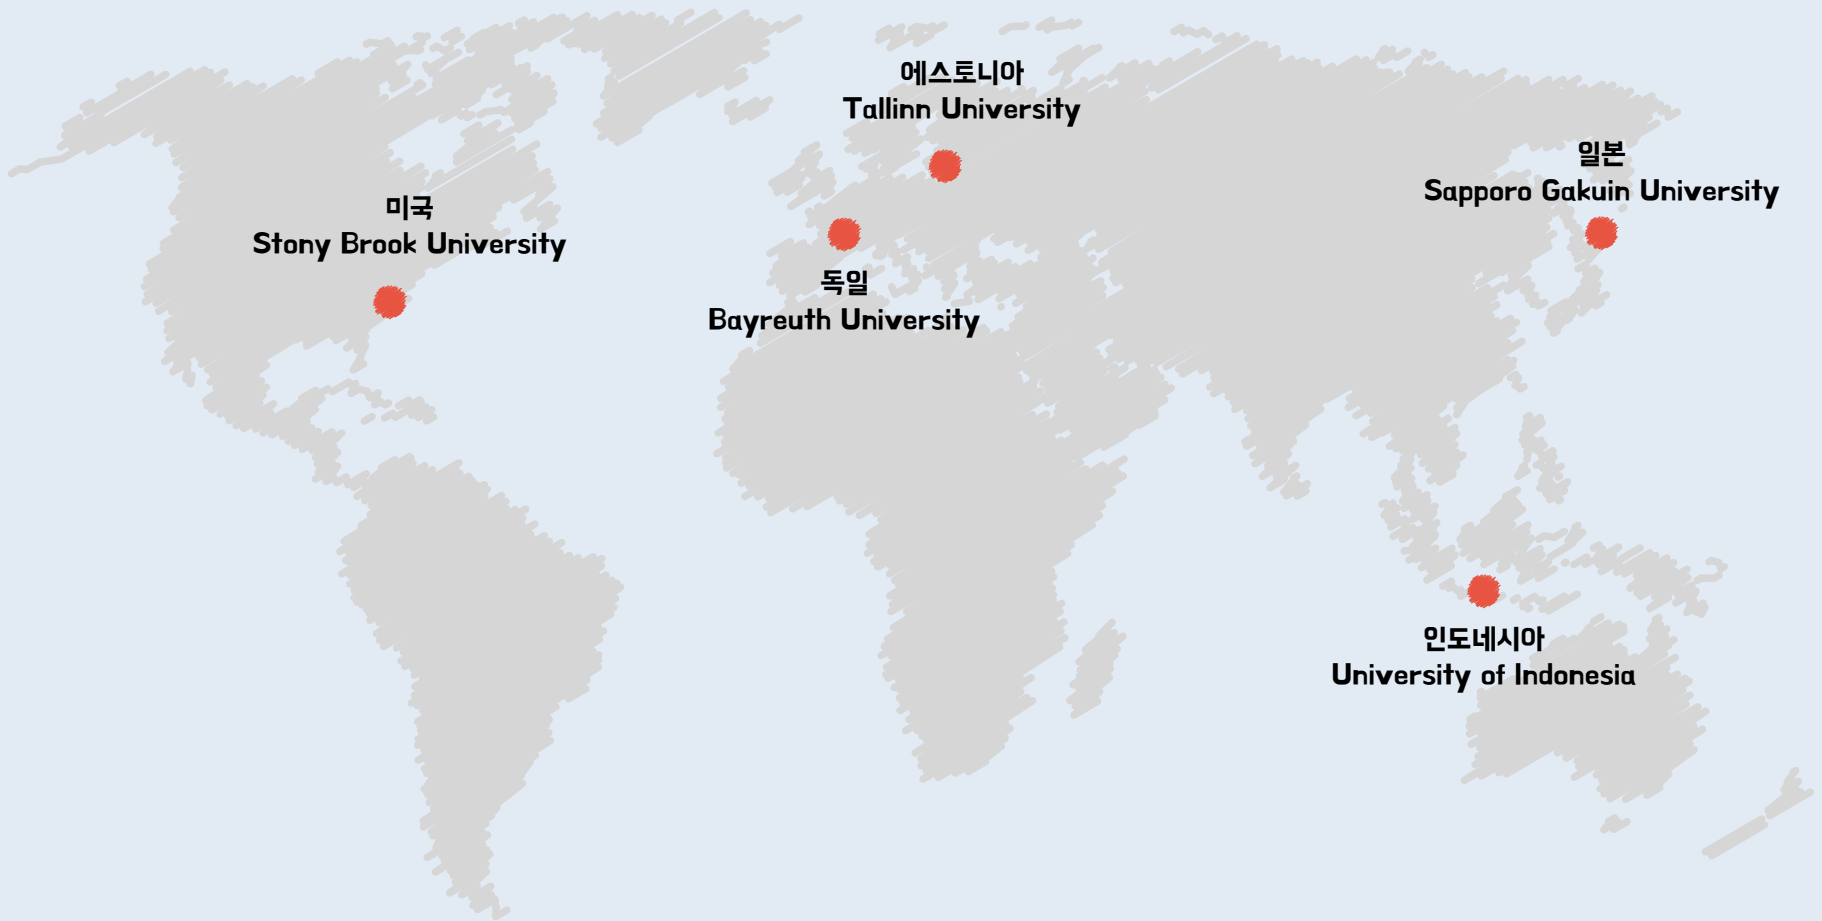 에스토니아
Tallinn University
일본
Sapporo Gakuin University
미국
Stony Brook University
독일
Bayreuth University
인도네시아
University of Indonesia